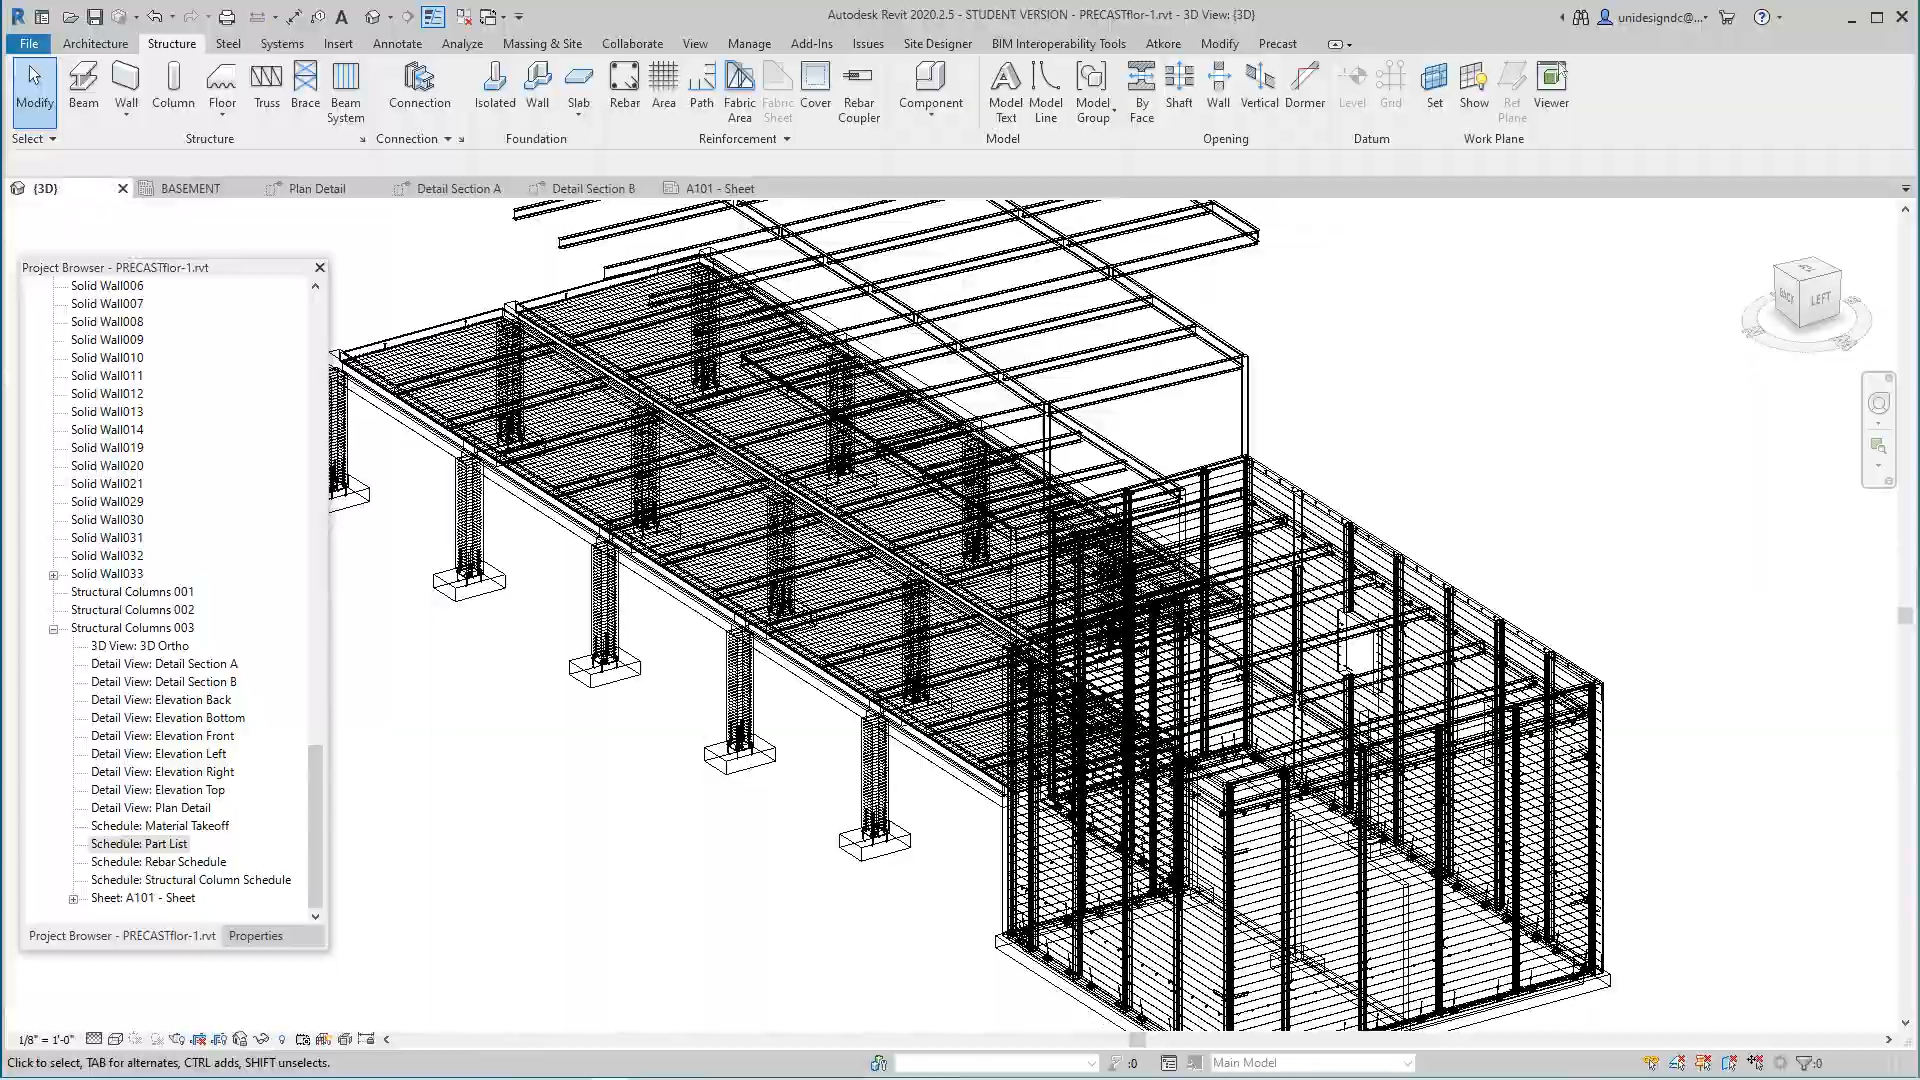 Autodesk Revit 2020.2.5 - STUDENT VERSION - PRECASTflor-1.rvt - 3D View: {3D}
unidesigndc@...
File Architecture Structure Steel Systems Insert Annotate Analyze Massing & Site Collaborate View Manage Add-Ins Issues Site Designer BIM Interoperability Tools Atkore Modify Precast
Modify Beam Wall Column Floor Truss Brace Beam System Connection Isolated Wall Slab Rebar Area Path Fabric Area Fabric Sheet Cover Rebar Coupler Component Model Text Model Line Model Group By Face Shaft Wall Vertical Dormer Level Grid Set Show Ref Plane Viewer
Select Structure Connection Foundation Reinforcement Model Opening Datum Work Plane
{3D} BASEMENT Plan Detail Detail Section A Detail Section B A101 - Sheet
Project Browser - PRECASTflor-1.rvt
Solid Wall006
Solid Wall007
Solid Wall008
Solid Wall009
Solid Wall010
Solid Wall011
Solid Wall012
Solid Wall013
Solid Wall014
Solid Wall019
Solid Wall020
Solid Wall021
Solid Wall029
Solid Wall030
Solid Wall031
Solid Wall032
Solid Wall033
Structural Columns 001
Structural Columns 002
Structural Columns 003
3D View: 3D Ortho
Detail View: Detail Section A
Detail View: Detail Section B
Detail View: Elevation Back
Detail View: Elevation Bottom
Detail View: Elevation Front
Detail View: Elevation Left
Detail View: Elevation Right
Detail View: Elevation Top
Detail View: Plan Detail
Schedule: Material Takeoff
Schedule: Part List
Schedule: Rebar Schedule
Schedule: Structural Column Schedule
Sheet: A101 - Sheet
Project Browser - PRECASTflor-1.rvt Properties
BACK LEFT
1/8" = 1'-0"
Click to select, TAB for alternates, CTRL adds, SHIFT unselects.
:0 Main Model :0